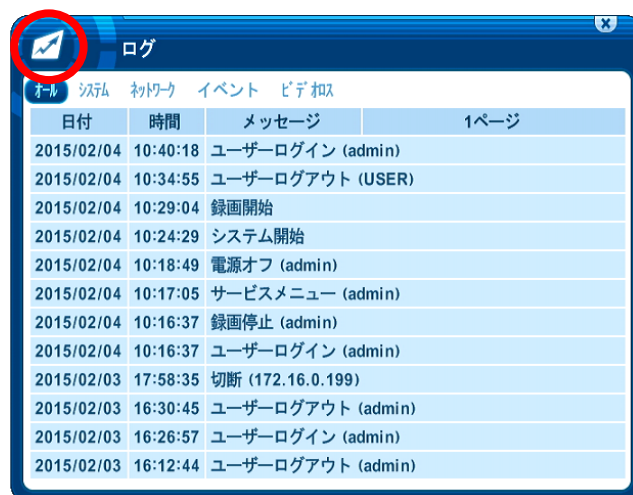 ログ
オール システム ネットワーク イベント ビデオロス
日付 時間 メッセージ 1ページ
2015/02/04 10:40:18 ユーザーログイン (admin)
2015/02/04 10:34:55 ユーザーログアウト (USER)
2015/02/04 10:29:04 録画開始
2015/02/04 10:24:29 システム開始
2015/02/04 10:18:49 電源オフ (admin)
2015/02/04 10:17:05 サービスメニュー (admin)
2015/02/04 10:16:37 録画停止 (admin)
2015/02/04 10:16:37 ユーザーログイン (admin)
2015/02/03 17:58:35 切断 (172.16.0.199)
2015/02/03 16:30:45 ユーザーログアウト (admin)
2015/02/03 16:26:57 ユーザーログイン (admin)
2015/02/03 16:12:44 ユーザーログアウト (admin)